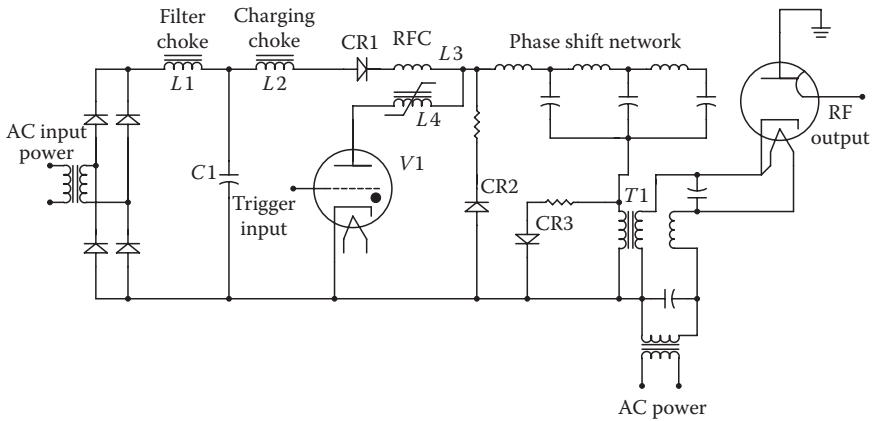 Filter
choke
L1
Charging
choke
L2
CR1
RFC
L3
Phase shift network
L4
AC input
power
C1
V1
Trigger
input
CR2
CR3
T1
RF
output
AC power